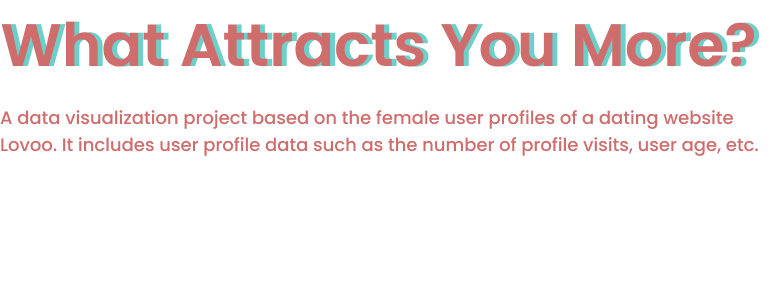 What Attracts You More?
A data visualization project based on the female user profiles of a dating website
Lovoo. It includes user profile data such as the number of profile visits, user age, etc.